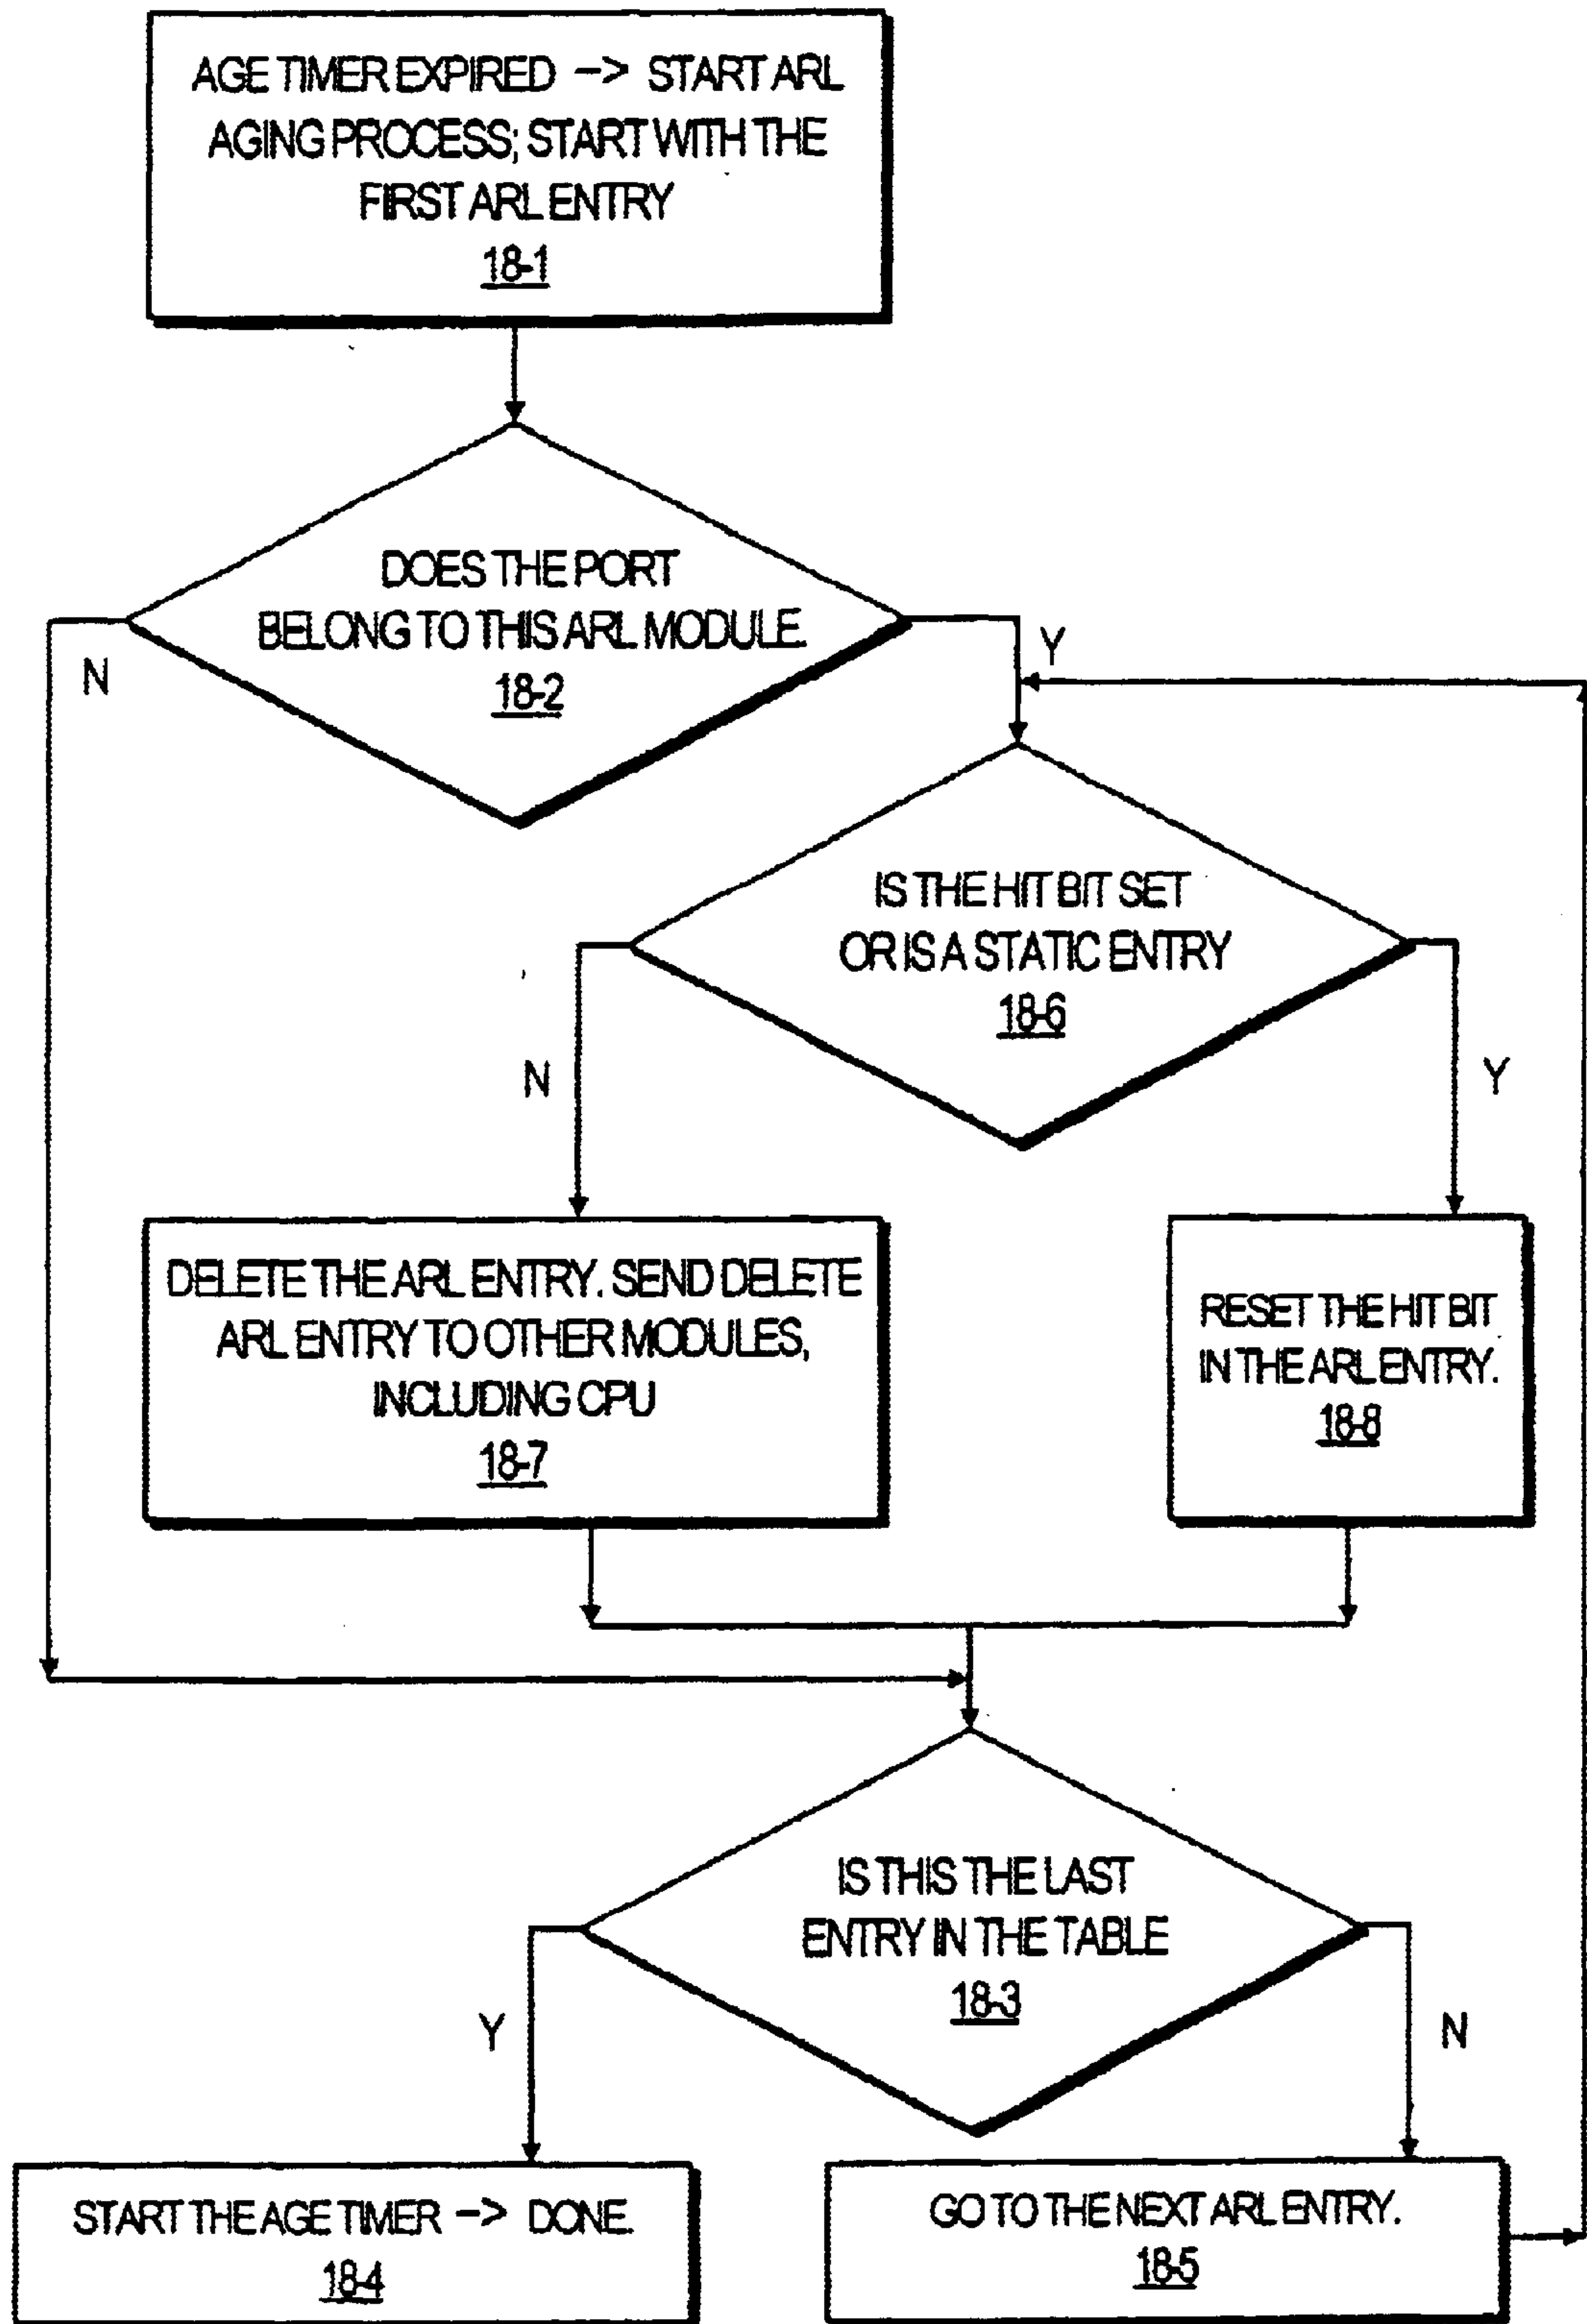 AGE TIMER EXPIRED -> START ARL
AGING PROCESS; START WITH THE
FIRST ARL ENTRY
18-1
DOES THE PORT
BELONG TO THIS ARL MODULE.
18-2
N
Y
IS THE HIT BIT SET
OR IS A STATIC ENTRY
18-6
N
Y
DELETE THE ARL ENTRY. SEND DELETE
ARL ENTRY TO OTHER MODULES,
INCLUDING CPU
18-7
RESET THE HIT BIT
IN THE ARL ENTRY.
18-8
IS THIS THE LAST
ENTRY IN THE TABLE
18-3
Y
N
START THE AGE TIMER -> DONE.
18-4
GO TO THE NEXT ARL ENTRY.
18-5